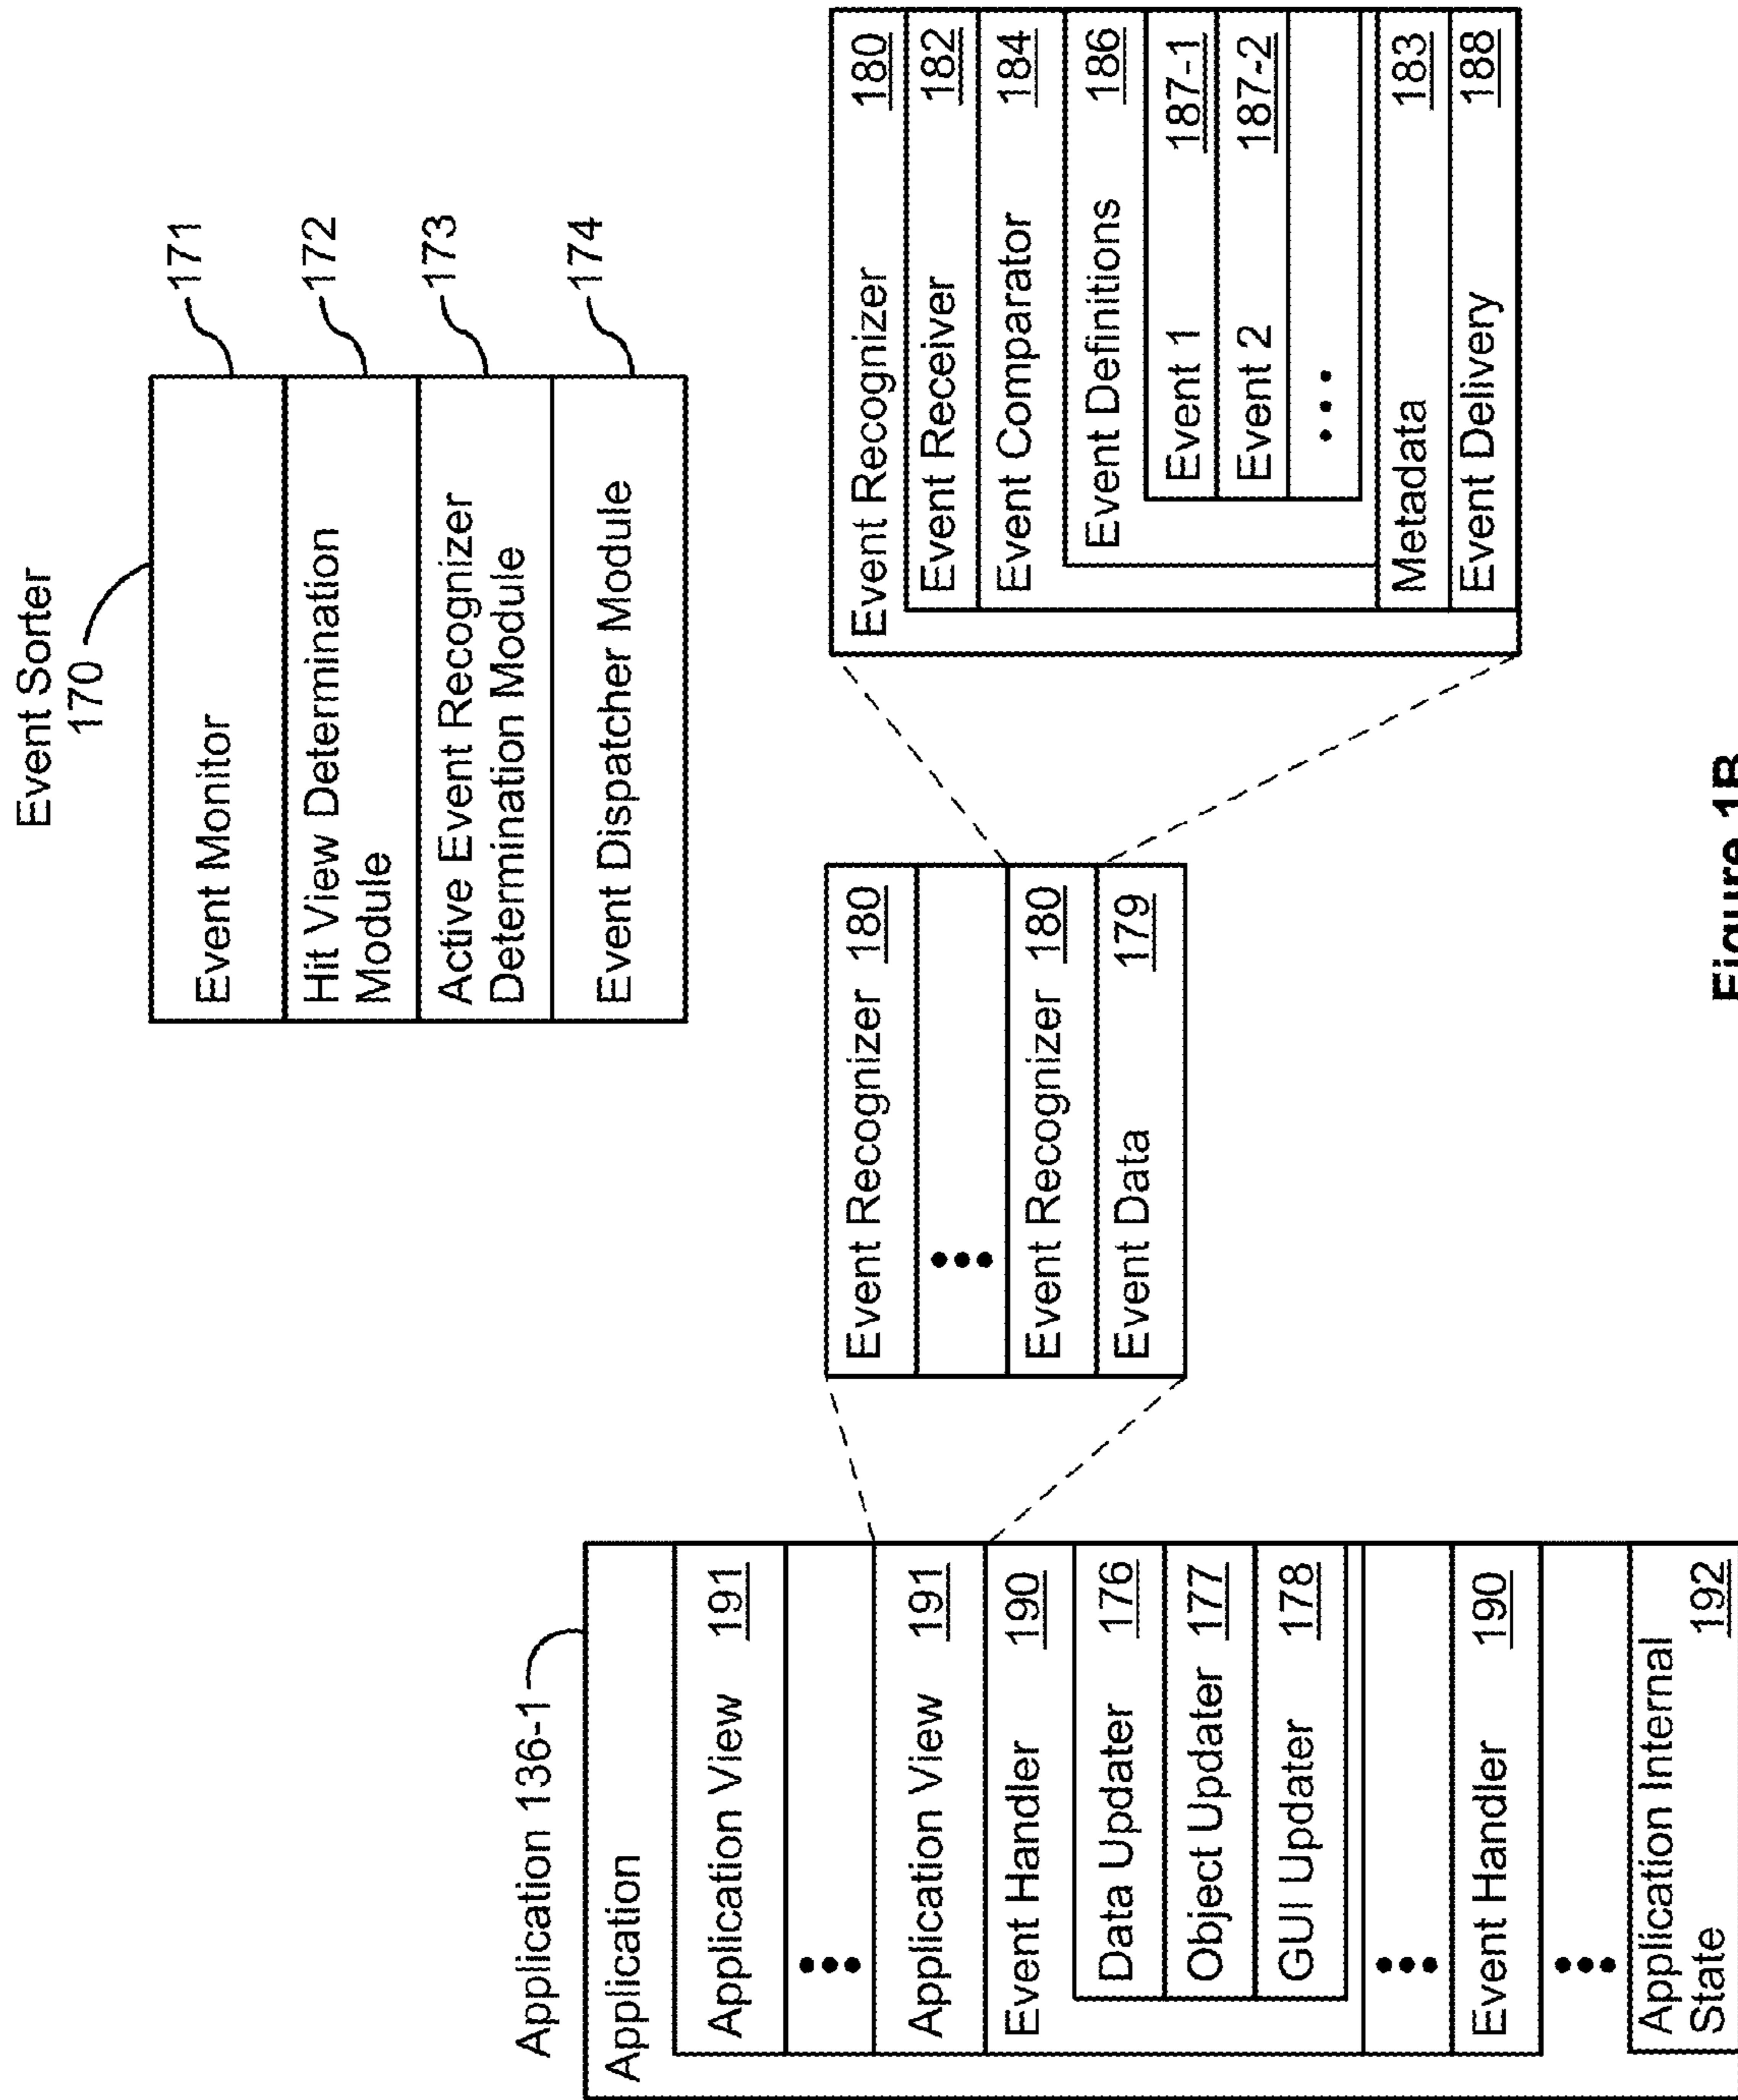 Event Sorter
170
Event Monitor
171
Hit View Determination
Module
172
Active Event Recognizer
Determination Module
173
Event Dispatcher Module
174
Application 136-1
Application
Application View 191
•••
Application View 191
Event Handler 190
Data Updater 176
Object Updater 177
GUI Updater 178
•••
Event Handler 190
•••
Application Internal
State 192
Event Recognizer 180
•••
Event Recognizer 180
Event Data 179
Event Recognizer 180
Event Receiver 182
Event Comparator 184
Event Definitions 186
Event 1 187-1
Event 2 187-2
•••
Metadata 183
Event Delivery 188
Figure 1B